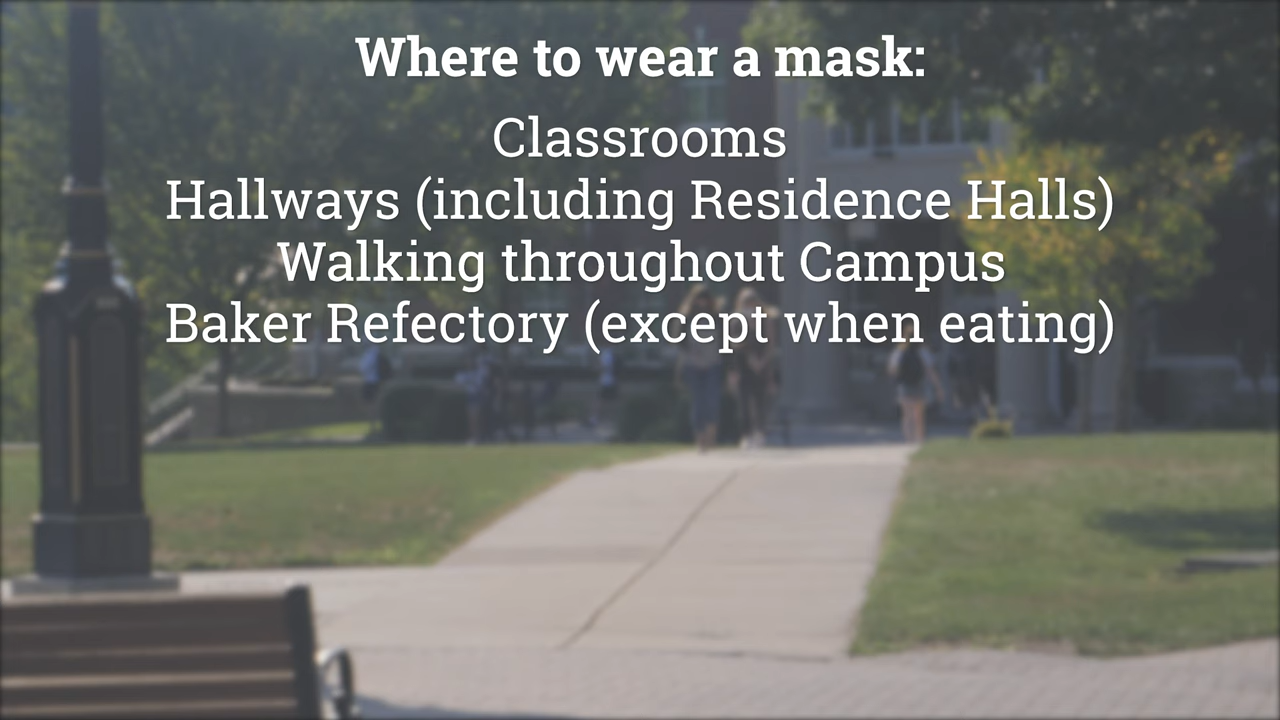 Where to wear a mask:
Classrooms
Hallways (including Residence Halls)
Walking throughout Campus
Baker Refectory (except when eating)